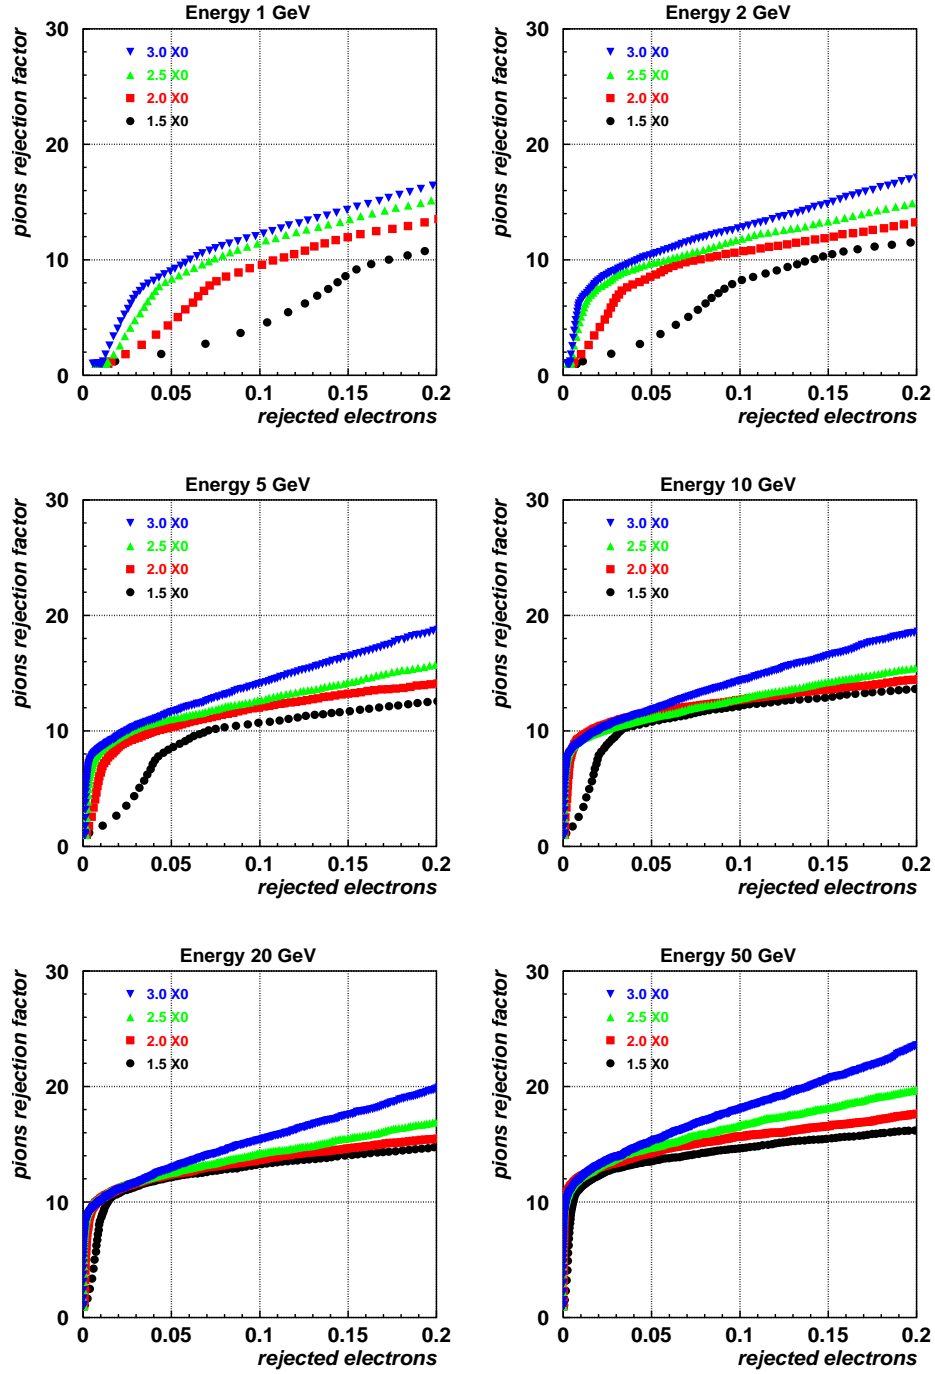 Energy 1 GeV
pions rejection factor
30
20
10
0
3.0 X0
2.5 X0
2.0 X0
1.5 X0
0 0.05 0.1 0.15 0.2
rejected electrons
Energy 2 GeV
pions rejection factor
30
20
10
0
3.0 X0
2.5 X0
2.0 X0
1.5 X0
0 0.05 0.1 0.15 0.2
rejected electrons
Energy 5 GeV
pions rejection factor
30
20
10
0
3.0 X0
2.5 X0
2.0 X0
1.5 X0
0 0.05 0.1 0.15 0.2
rejected electrons
Energy 10 GeV
pions rejection factor
30
20
10
0
3.0 X0
2.5 X0
2.0 X0
1.5 X0
0 0.05 0.1 0.15 0.2
rejected electrons
Energy 20 GeV
pions rejection factor
30
20
10
0
3.0 X0
2.5 X0
2.0 X0
1.5 X0
0 0.05 0.1 0.15 0.2
rejected electrons
Energy 50 GeV
pions rejection factor
30
20
10
0
3.0 X0
2.5 X0
2.0 X0
1.5 X0
0 0.05 0.1 0.15 0.2
rejected electrons